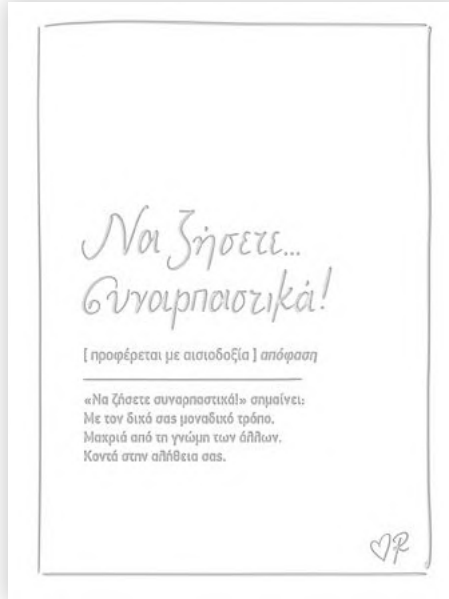 Να ζήσετε...
συναρπαστικά!
[ προφέρεται με αισιοδοξία ] απόφαση
«Να ζήσετε συναρπαστικά!» σημαίνει:
Με τον δικό σας μοναδικό τρόπο.
Μακριά από τη γνώμη των άλλων.
Κοντά στην αλήθεια σας.
R